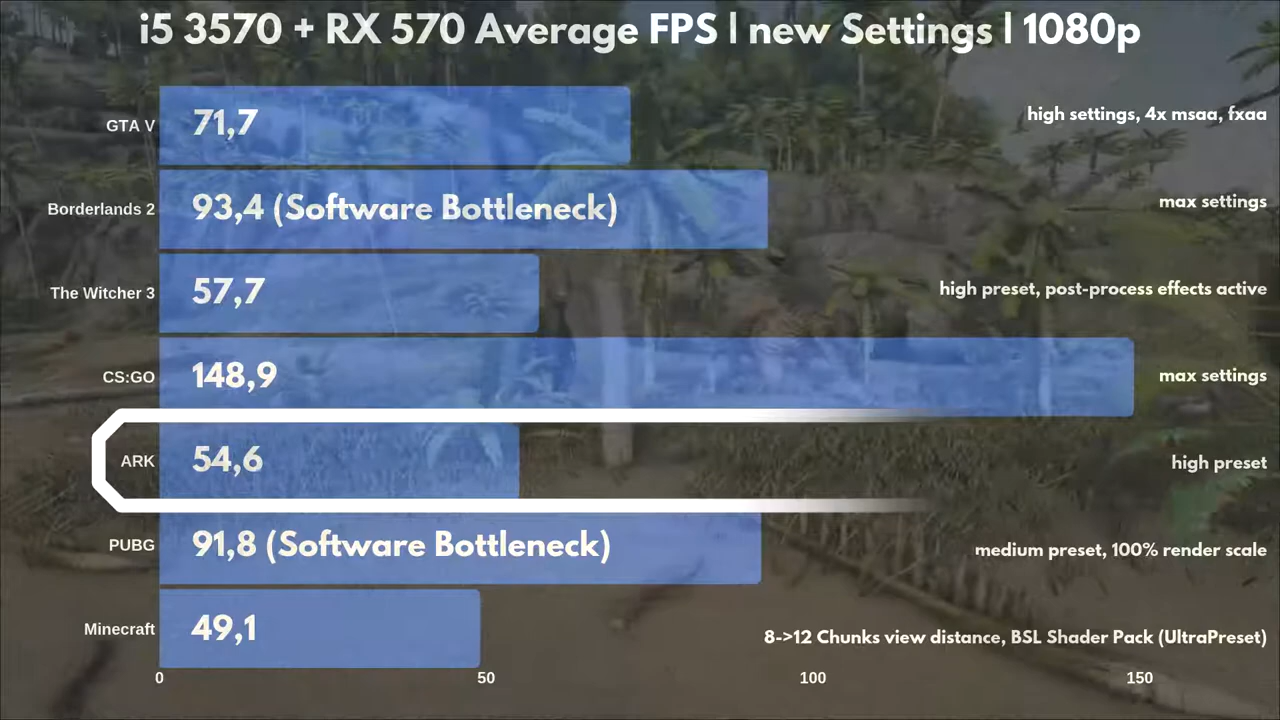 i5 3570 + RX 570 Average FPS | new Settings | 1080p
GTA V 71,7 high settings, 4x msaa, fxaa
Borderlands 2 93,4 (Software Bottleneck) max settings
The Witcher 3 57,7 high preset, post-process effects active
CS:GO 148,9 max settings
ARK 54,6 high preset
PUBG 91,8 (Software Bottleneck) medium preset, 100% render scale
Minecraft 49,1 8->12 Chunks view distance, BSL Shader Pack (UltraPreset)
0 50 100 150